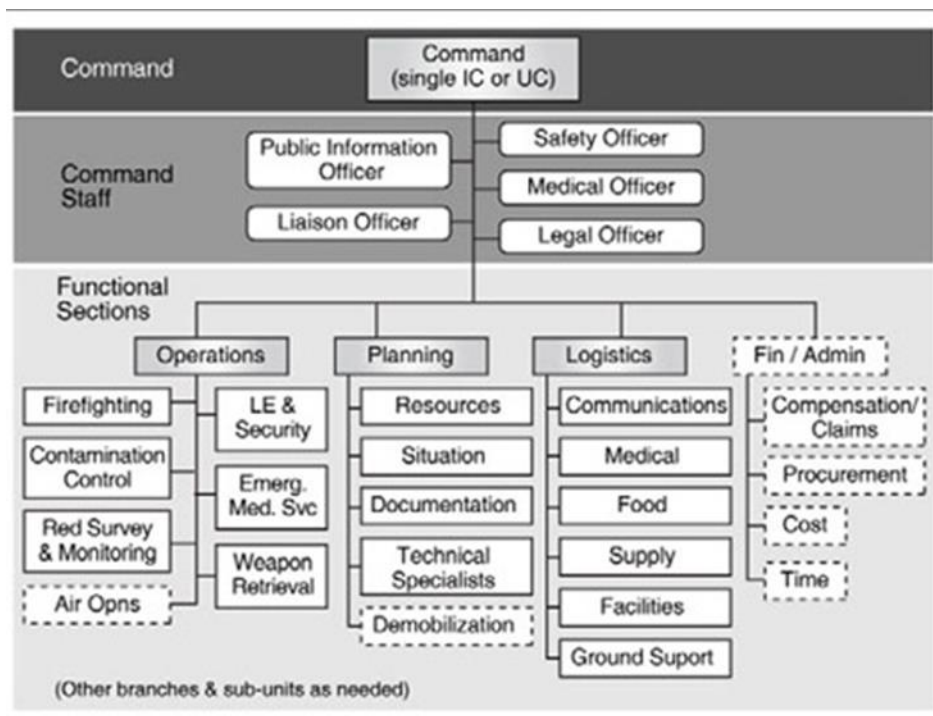 Command
Command
(single IC or UC)
Command
Staff
Public Information
Officer
Safety Officer
Medical Officer
Liaison Officer
Legal Officer
Functional
Sections
Operations
Planning
Logistics
Fin / Admin
Firefighting
LE &
Security
Contamination
Control
Emerg.
Med. Svc
Red Survey
& Monitoring
Weapon
Retrieval
Air Opns
Resources
Situation
Documentation
Technical
Specialists
Demobilization
Communications
Medical
Food
Supply
Facilities
Ground Suport
Compensation/
Claims
Procurement
Cost
Time
(Other branches & sub-units as needed)